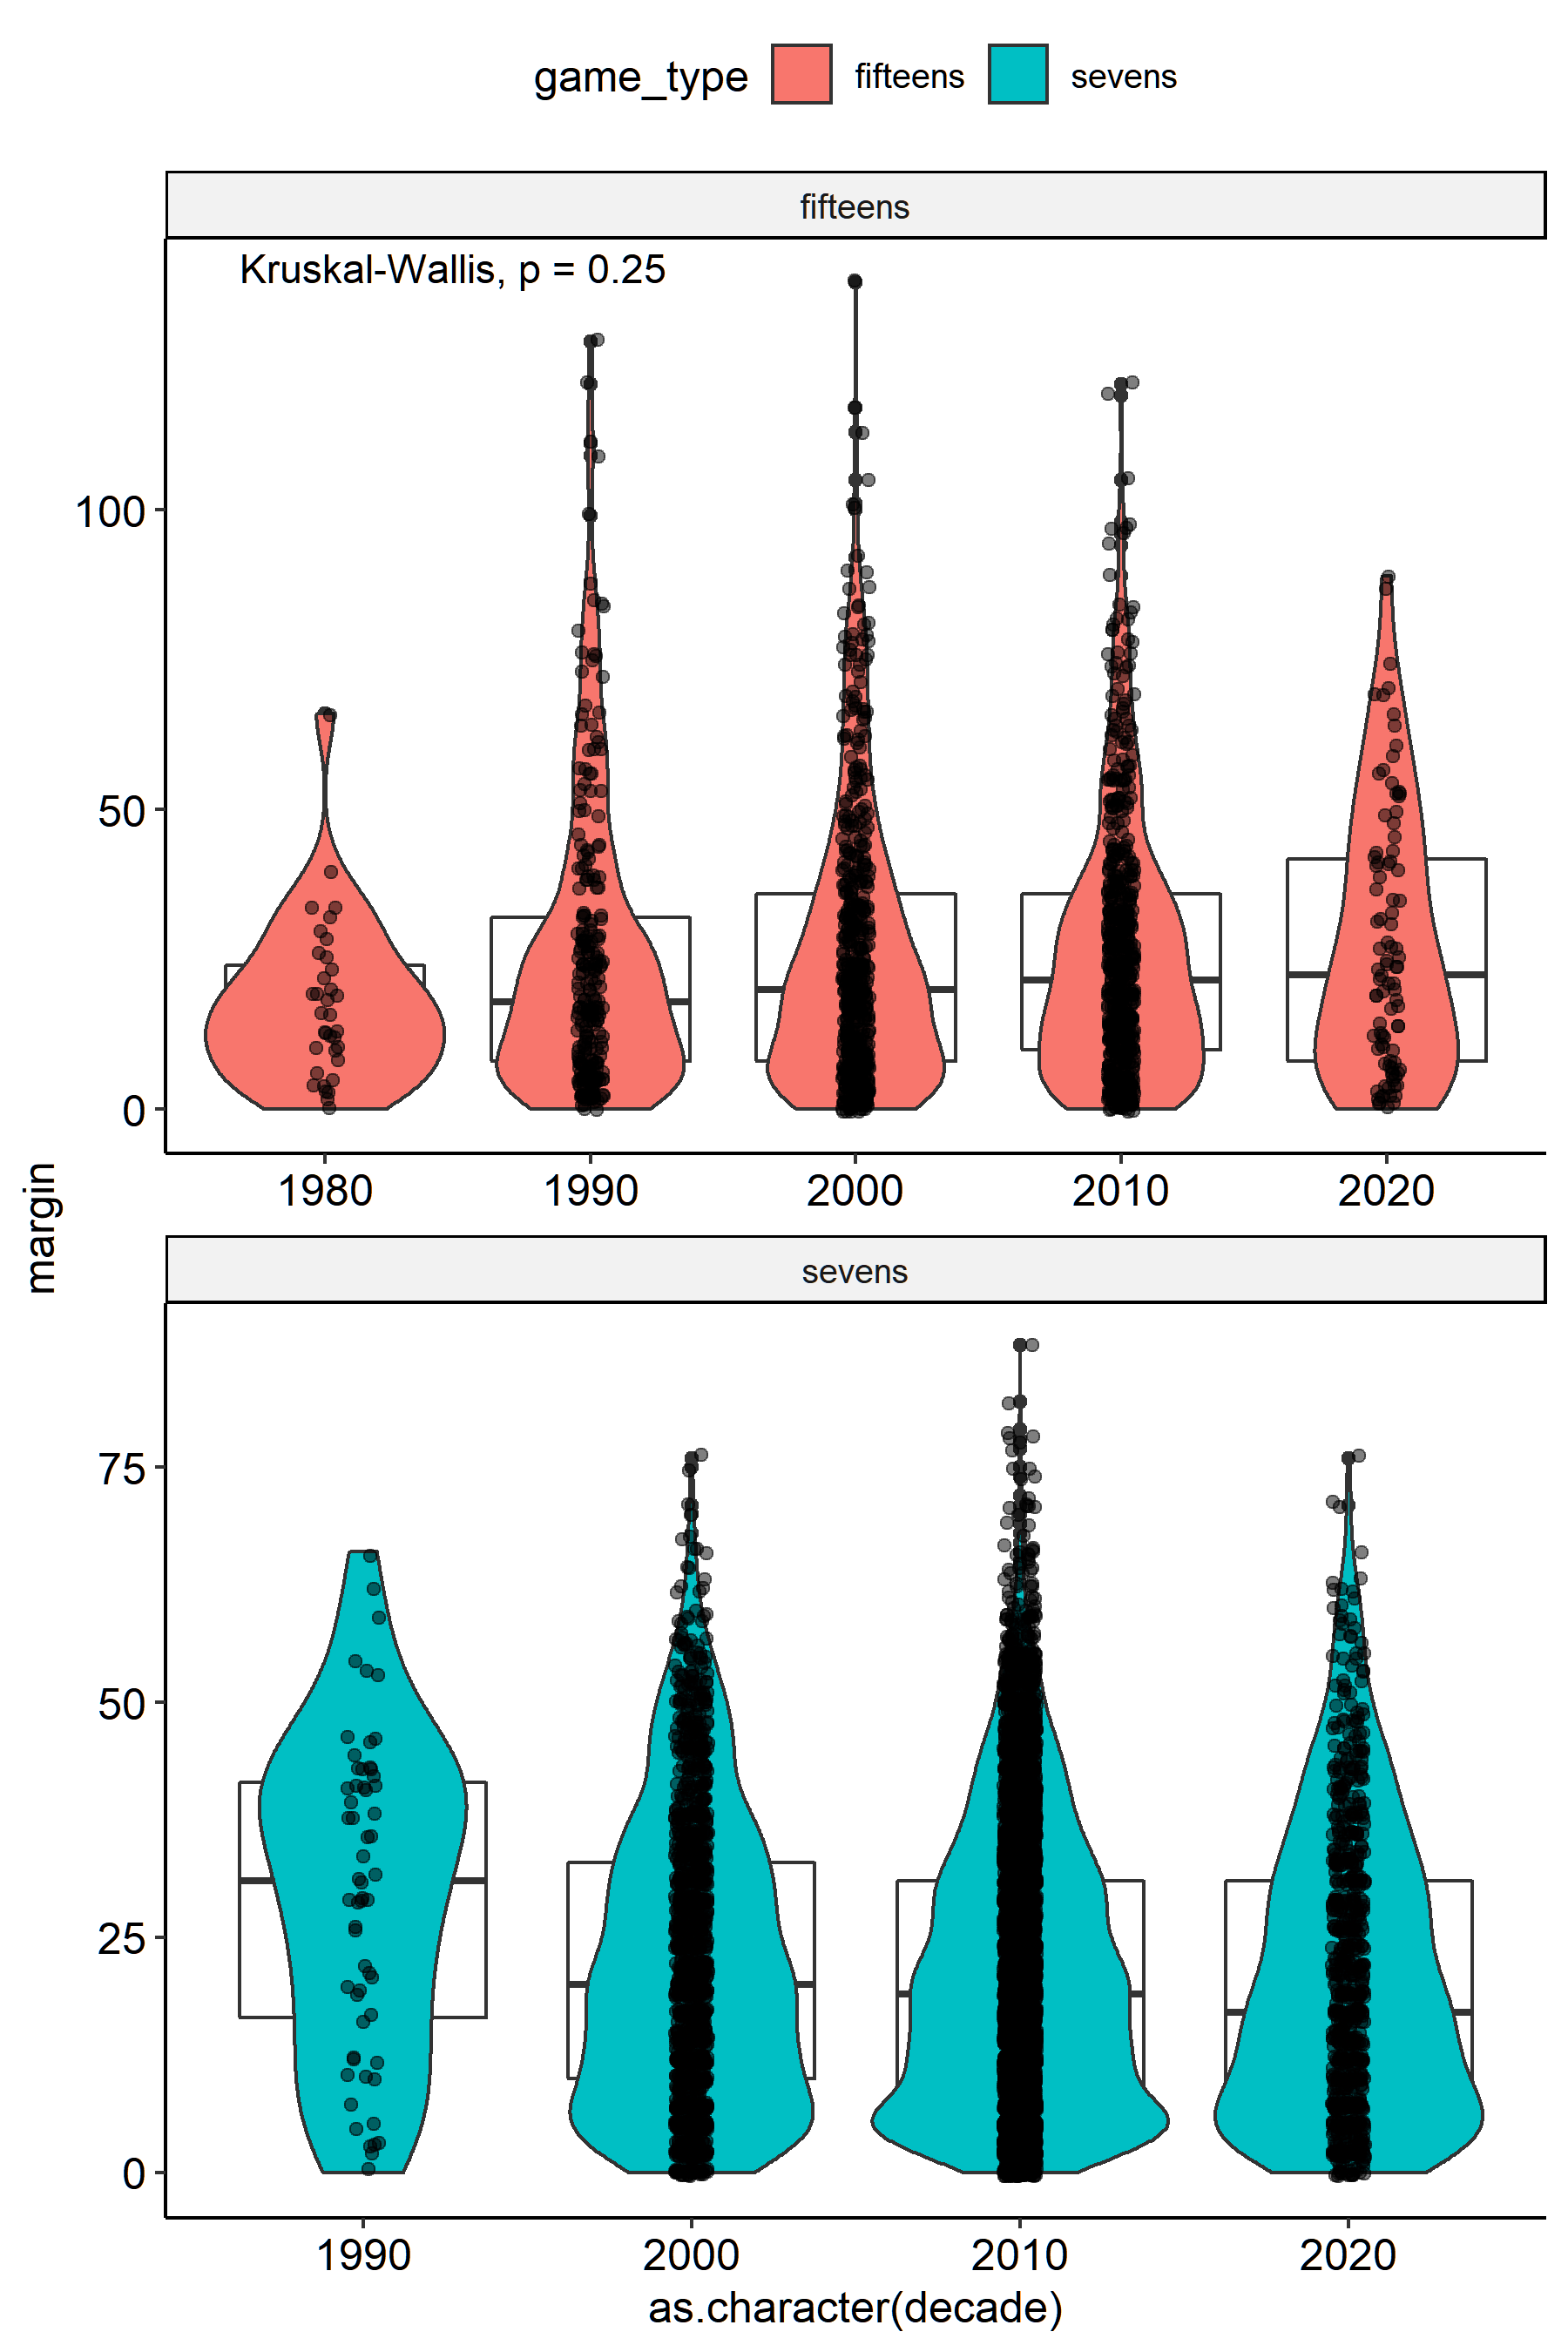 game_type fifteens sevens
fifteens
Kruskal-Wallis, p = 0.25
100
50
0
1980 1990 2000 2010 2020
margin
sevens
75
50
25
0
1990 2000 2010 2020
as.character(decade)